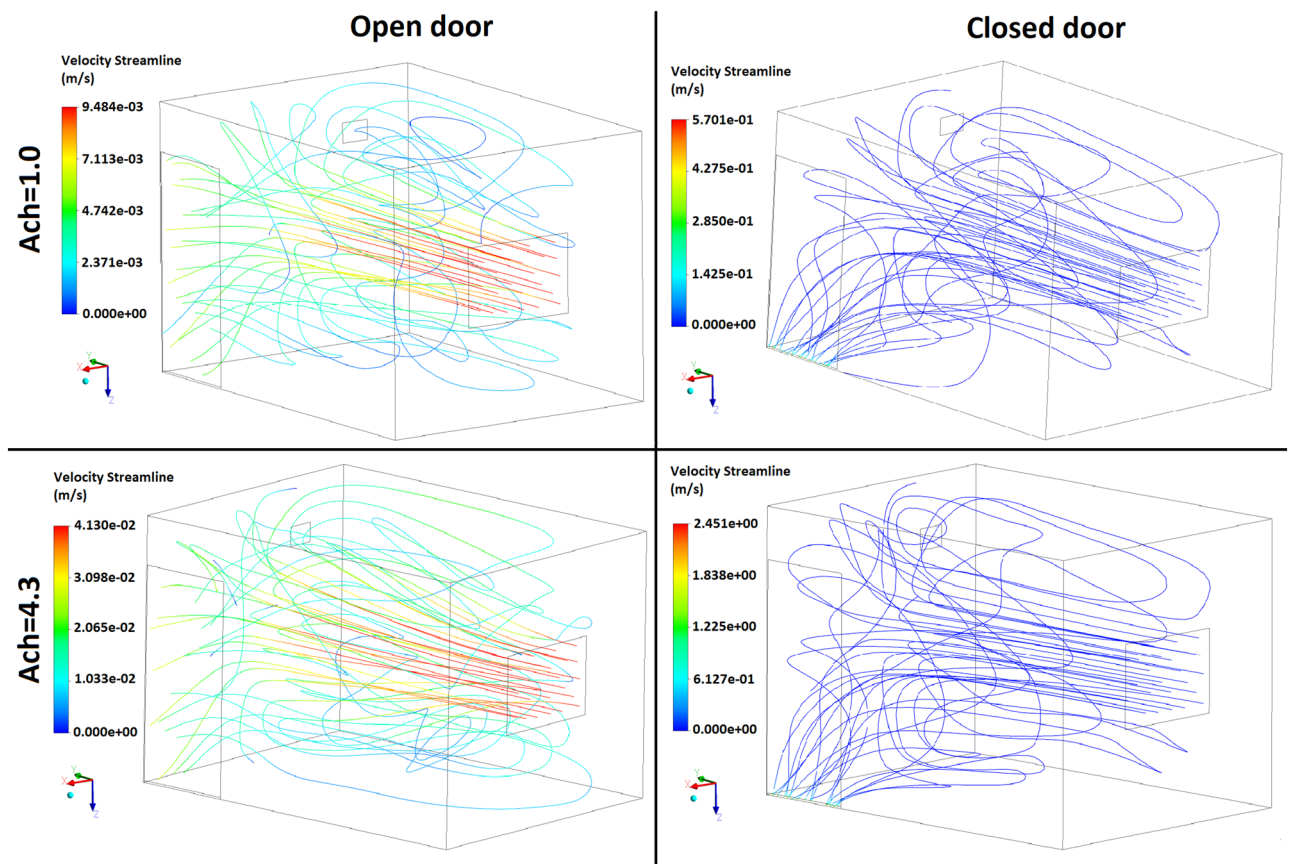 Open door
Closed door
Ach=1.0
Velocity Streamline
(m/s)
9.484e-03
7.113e-03
4.742e-03
2.371e-03
0.000e+00
X
Y
Z
Velocity Streamline
(m/s)
5.701e-01
4.275e-01
2.850e-01
1.425e-01
0.000e+00
X
Y
Z
Ach=4.3
Velocity Streamline
(m/s)
4.130e-02
3.098e-02
2.065e-02
1.033e-02
0.000e+00
X
Y
Z
Velocity Streamline
(m/s)
2.451e+00
1.838e+00
1.225e+00
6.127e-01
0.000e+00
X
Y
Z